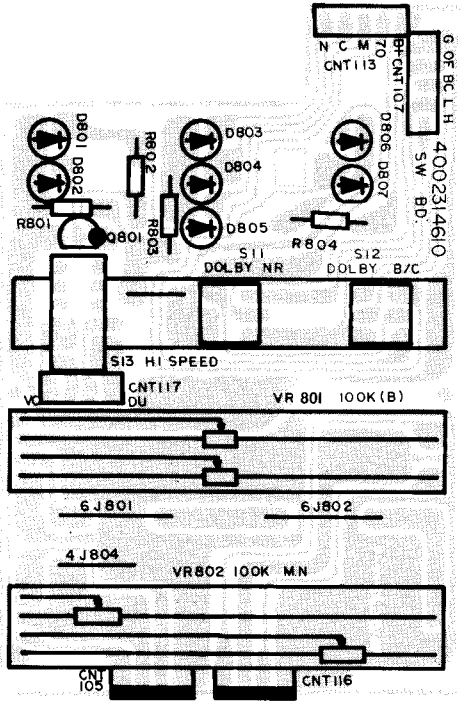 N C M 70
CNT113
B+CNT107
G OF BC L H
4002314610
SW BD
D801
D802
R802
D803
D804
D805
D806
D807
R801
Q801
R803
R804
S11
DOLBY NR
S12
DOLBY B/C
S13 HI SPEED
VC
CNT117
DU
VR 801 100K (B)
6J801
6J802
4J804
VR802 100K MN
CNT
105
CNT116